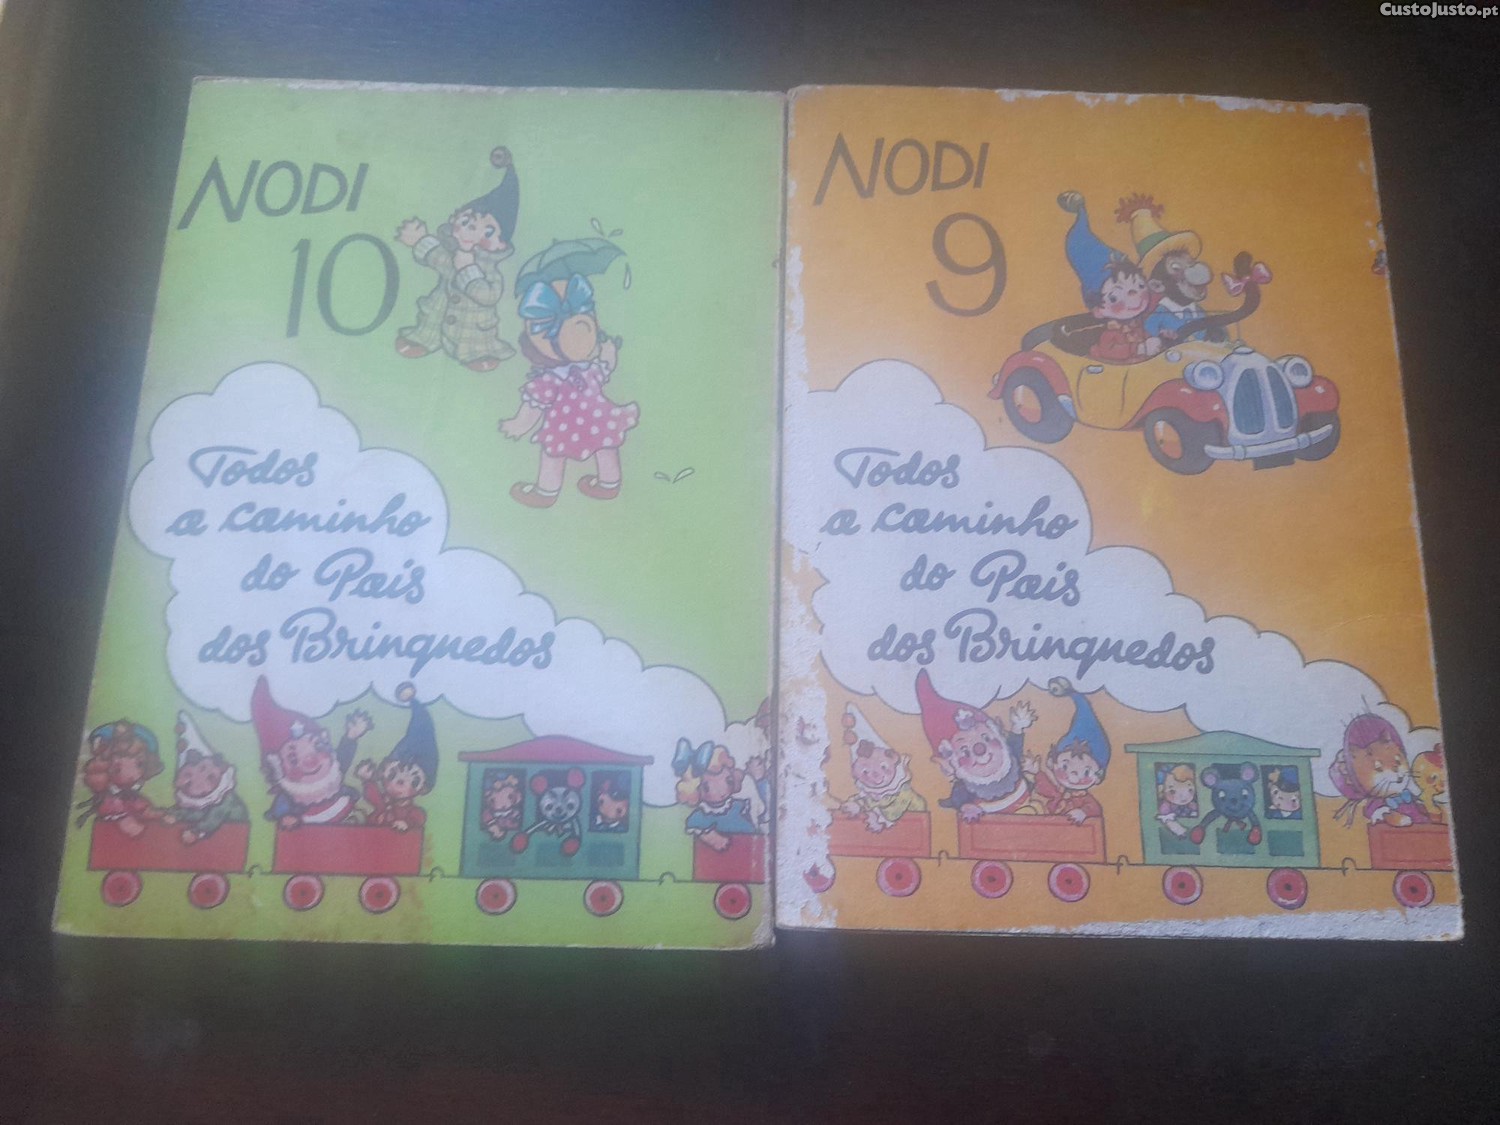 CustoJusto.pt
NODI
10
Todos
a caminho
do País
dos Brinquedos
NODI
9
Todos
a caminho
do País
dos Brinquedos